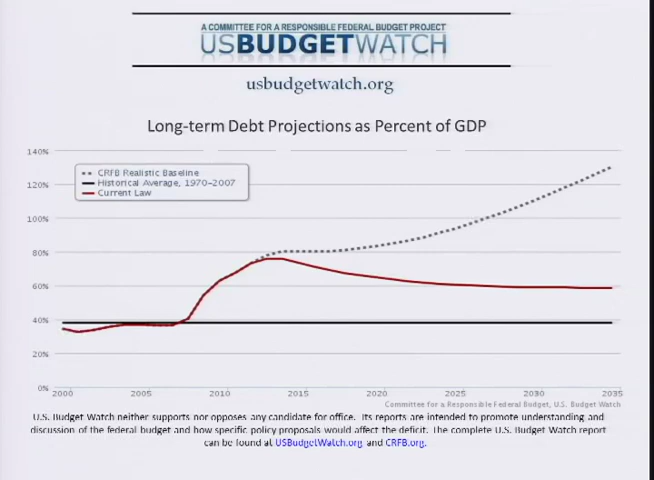 A COMMITTEE FOR A RESPONSIBLE FEDERAL BUDGET PROJECT
USBUDGETWATCH
usbudgetwatch.org
Long-term Debt Projections as Percent of GDP
140%
CRFB Realistic Baseline
Historical Average, 1970–2007
Current Law
120%
100%
80%
60%
40%
20%
0%
2000 2005 2010 2015 2020 2025 2030 2035
Committee for a Responsible Federal Budget, U.S. Budget Watch
U.S. Budget Watch neither supports nor opposes any candidate for office. Its reports are intended to promote understanding and
discussion of the federal budget and how specific policy proposals would affect the deficit. The complete U.S. Budget Watch report
can be found at USBudgetWatch.org and CRFB.org.